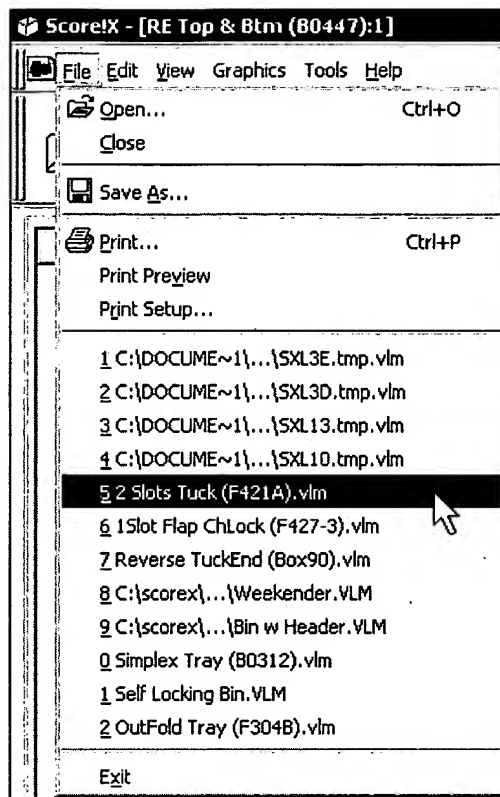 Score!X - [RE Top & Btm (B0447):1]
File Edit View Graphics Tools Help
Open... Ctrl+O
Close
Save As...
Print... Ctrl+P
Print Preview
Print Setup...
1 C:\DOCUME~1\...\SXL3E.tmp.vlm
2 C:\DOCUME~1\...\SXL3D.tmp.vlm
3 C:\DOCUME~1\...\SXL13.tmp.vlm
4 C:\DOCUME~1\...\SXL10.tmp.vlm
5 2 Slots Tuck (F421A).vlm
6 1Slot Flap ChLock (F427-3).vlm
7 Reverse TuckEnd (Box90).vlm
8 C:\scorex\...\Weekender.VLM
9 C:\scorex\...\Bin w Header.VLM
0 Simplex Tray (B0312).vlm
1 Self Locking Bin.VLM
2 OutFold Tray (F304B).vlm
Exit